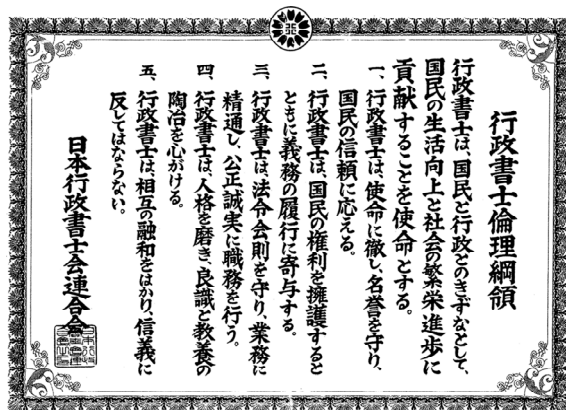 行政書士倫理綱領
行政書士は、国民と行政とのきずなとして、
国民の生活向上と社会の繁栄進歩に
貢献することを使命とする。
一、行政書士は、使命に徹し、名誉を守り、
国民の信頼に応える。
二、行政書士は、国民の権利を擁護すると
ともに義務の履行に寄与する。
三、行政書士は、法令会則を守り、業務に
精通し、公正誠実に職務を行う。
四、行政書士は、人格を磨き、良識と教養の
陶冶を心がける。
五、行政書士は、相互の融和をはかり、信義に
反してはならない。
日本行政書士会連合会